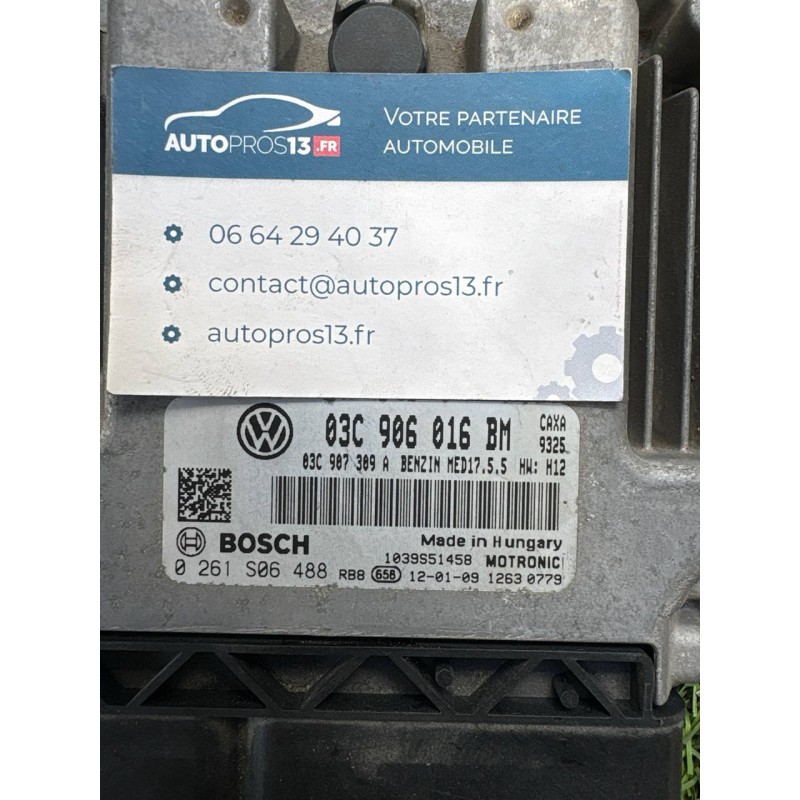 AUTOPROS13.FR
VOTRE PARTENAIRE
AUTOMOBILE
06 64 29 40 37
contact@autopros13.fr
autopros13.fr
03C 906 016 BM
CAXA
9325
03C 907 309 A BENZIN MED17.5.5 HW: H12
BOSCH
Made in Hungary
1039S51458 MOTRONIC
0 261 S06 488 RB8 65B 12-01-09 1263 0779